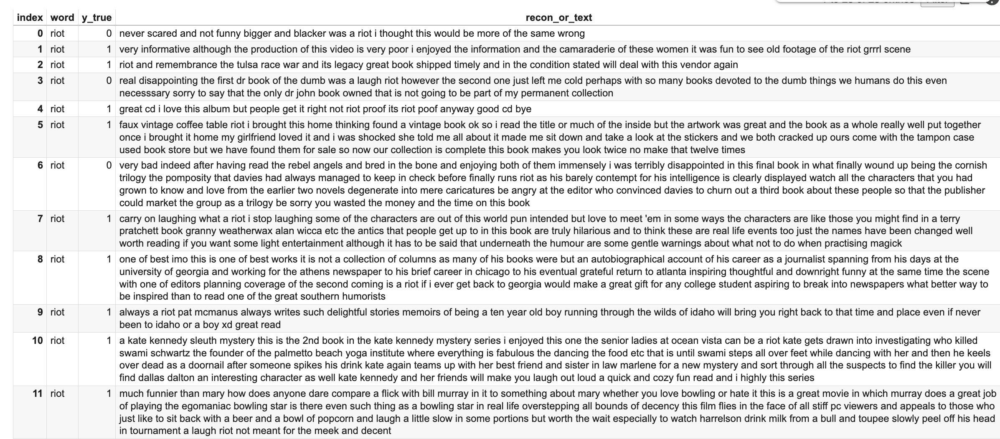 index word y_true recon_or_text
0 riot 0 never scared and not funny bigger and blacker was a riot i thought this would be more of the same wrong
1 riot 1 very informative although the production of this video is very poor i enjoyed the information and the camaraderie of these women it was fun to see old footage of the riot grrrl scene
2 riot 1 riot and remembrance the tulsa race war and its legacy great book shipped timely and in the condition stated will deal with this vendor again
3 riot 0 real disappointing the first dr book of the dumb was a laugh riot however the second one just left me cold perhaps with so many books devoted to the dumb things we humans do this even
necesssary sorry to say that the only dr john book owned that is not going to be part of my permanent collection
4 riot 1 great cd i love this album but people get it right not riot proof its riot poof anyway good cd bye
5 riot 1 faux vintage coffee table riot i brought this home thinking found a vintage book ok so i read the title or much of the inside but the artwork was great and the book as a whole really well put together
once i brought it home my girlfriend loved it and i was shocked she told me all about it made me sit down and take a look at the stickers and we both cracked up ours come with the tampon case
used book store but we have found them for sale so now our collection is complete this book makes you look twice no make that twelve times
6 riot 0 very bad indeed after having read the rebel angels and bred in the bone and enjoying both of them immensely i was terribly disappointed in this final book in what finally wound up being the cornish
trilogy the pomposity that davies had always managed to keep in check before finally runs riot as his barely contempt for his intelligence is clearly displayed watch all the characters that you had
grown to know and love from the earlier two novels degenerate into mere caricatures be angry at the editor who convinced davies to churn out a third book about these people so that the publisher
could market the group as a trilogy be sorry you wasted the money and the time on this book
7 riot 1 carry on laughing what a riot i stop laughing some of the characters are out of this world pun intended but love to meet 'em in some ways the characters are like those you might find in a terry
pratchett book granny weatherwax alan wicca etc the antics that people get up to in this book are truly hilarious and to think these are real life events too just the names have been changed well
worth reading if you want some light entertainment although it has to be said that underneath the humour are some gentle warnings about what not to do when practising magick
8 riot 1 one of best imo this is one of best works it is not a collection of columns as many of his books were but an autobiographical account of his career as a journalist spanning from his days at the
university of georgia and working for the athens newspaper to his brief career in chicago to his eventual grateful return to atlanta inspiring thoughtful and downright funny at the same time the scene
with one of editors planning coverage of the second coming is a riot if i ever get back to georgia would make a great gift for any college student aspiring to break into newspapers what better way to
be inspired than to read one of the great southern humorists
9 riot 1 always a riot pat mcmanus always writes such delightful stories memoirs of being a ten year old boy running through the wilds of idaho will bring you right back to that time and place even if never
been to idaho or a boy xd great read
10 riot 1 a kate kennedy sleuth mystery this is the 2nd book in the kate kennedy mystery series i enjoyed this one the senior ladies at ocean vista can be a riot kate gets drawn into investigating who killed
swami schwartz the founder of the palmetto beach yoga institute where everything is fabulous the dancing the food etc that is until swami steps all over feet while dancing with her and then he keels
over dead as a doornail after someone spikes his drink kate again teams up with her best friend and sister in law marlene for a new mystery and sort through all the suspects to find the killer you will
find dallas dalton an interesting character as well kate kennedy and her friends will make you laugh out loud a quick and cozy fun read and i highly this series
11 riot 1 much funnier than mary how does anyone dare compare a flick with bill murray in it to something about mary whether you love bowling or hate it this is a great movie in which murray does a great job
of playing the egomaniac bowling star is there even such thing as a bowling star in real life overstepping all bounds of decency this film flies in the face of all stiff pc viewers and appeals to those who
just like to sit back with a beer and a bowl of popcorn and laugh a little slow in some portions but worth the wait especially to watch harrelson drink milk from a bull and toupee slowly peel off his head
in tournament a laugh riot not meant for the meek and decent